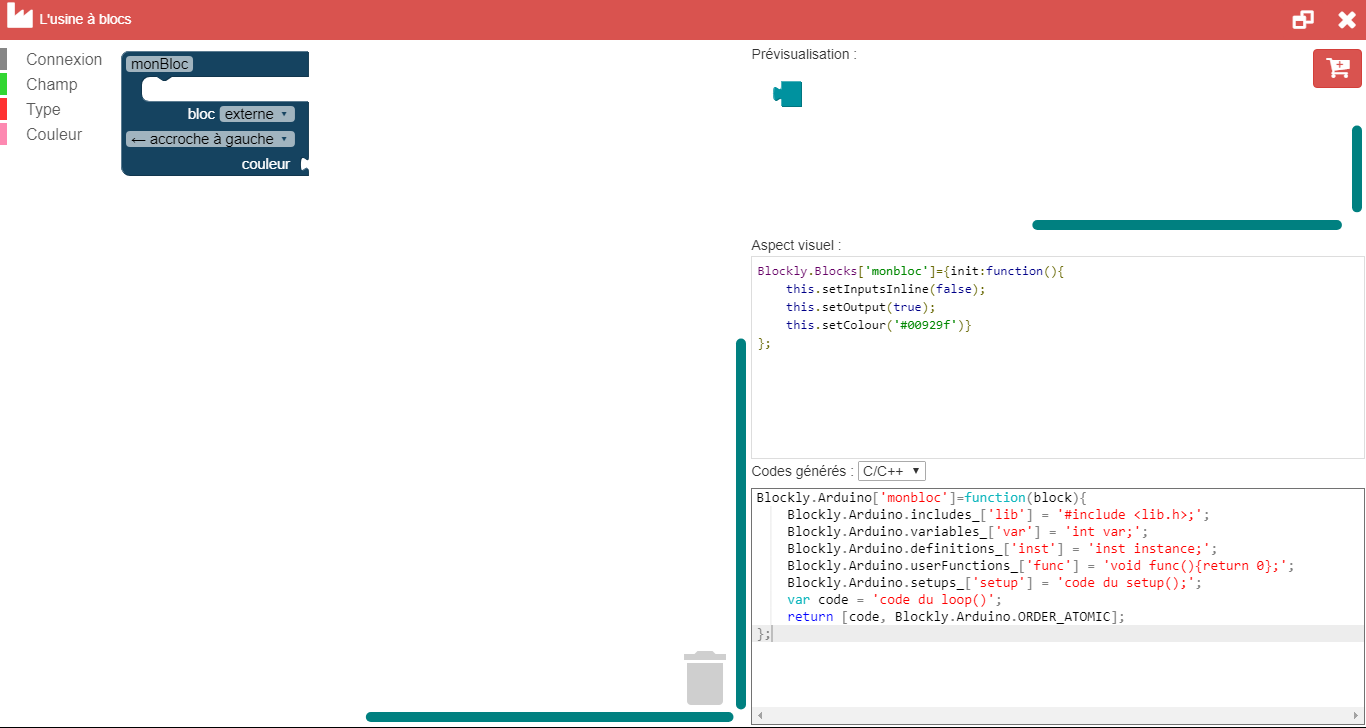 L'usine à blocs
Connexion
Champ
Type
Couleur
monBloc
bloc externe
← accroche à gauche
couleur
Prévisualisation :
Aspect visuel :
Blockly.Blocks['monbloc']={init:function(){
    this.setInputsInline(false);
    this.setOutput(true);
    this.setColour('#00929f')}
};
Codes générés : C/C++
Blockly.Arduino['monbloc']=function(block){
    Blockly.Arduino.includes_['lib'] = '#include <lib.h>;';
    Blockly.Arduino.variables_['var'] = 'int var;';
    Blockly.Arduino.definitions_['inst'] = 'inst instance;';
    Blockly.Arduino.userFunctions_['func'] = 'void func(){return 0};';
    Blockly.Arduino.setups_['setup'] = 'code du setup();';
    var code = 'code du loop()';
    return [code, Blockly.Arduino.ORDER_ATOMIC];
};